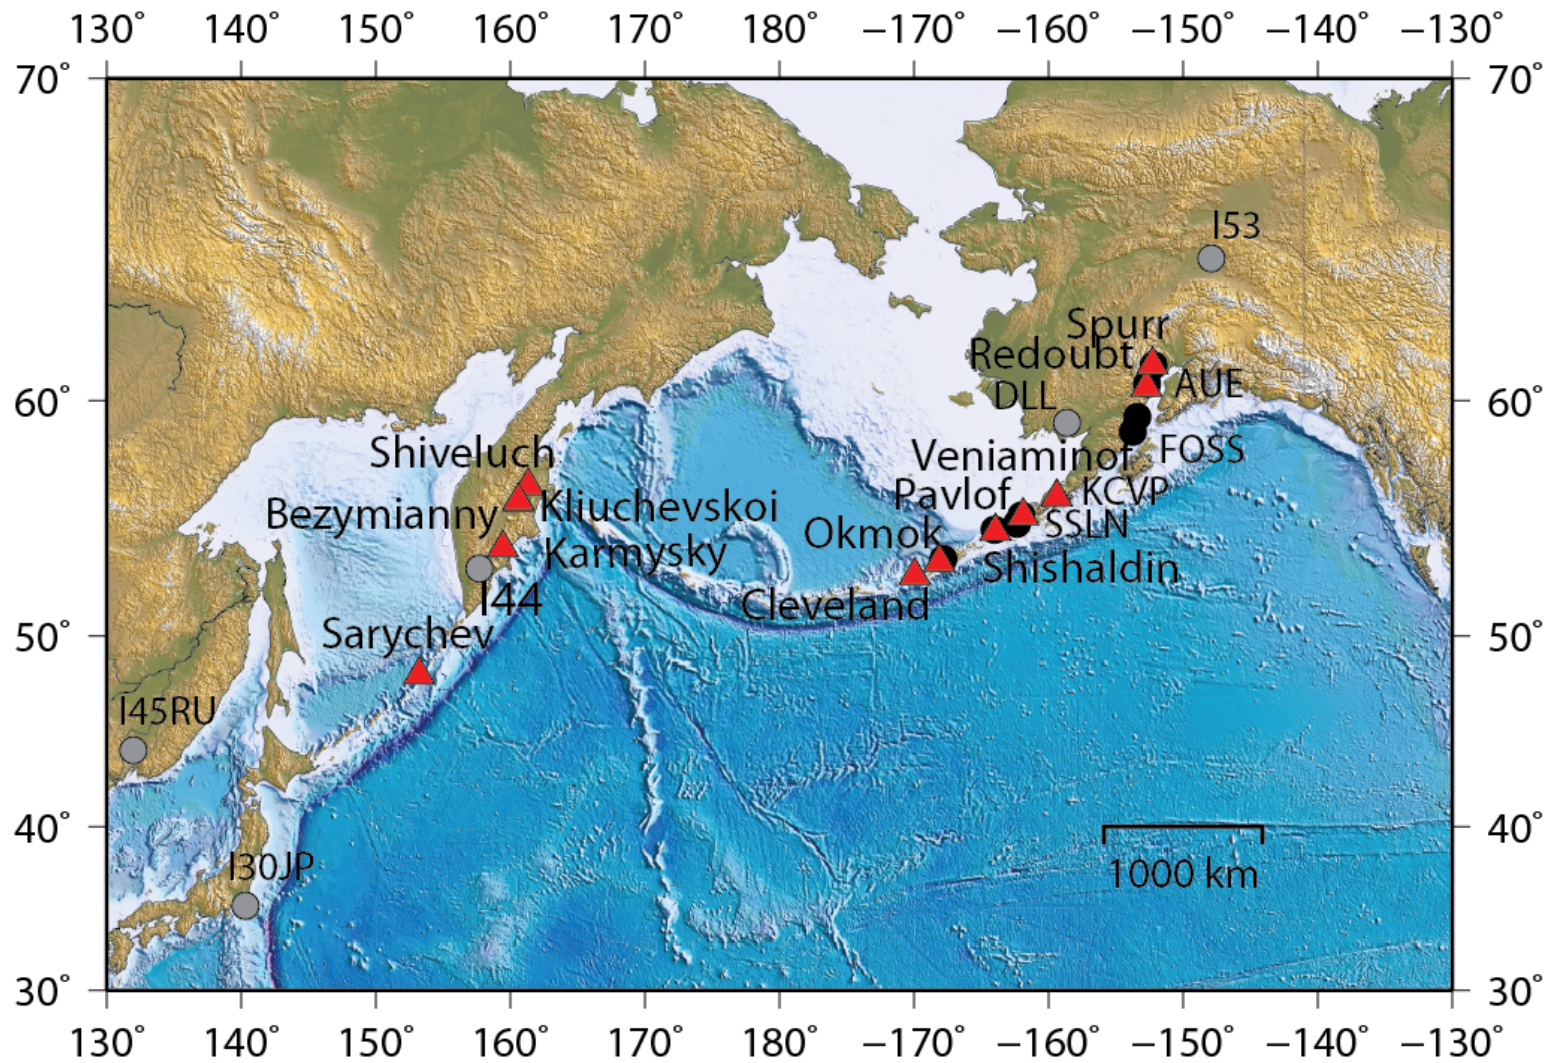 130° 140° 150° 160° 170° 180° −170° −160° −150° −140° −130°
70° 70°
I53
Spurr
Redoubt
AUE
DLL
60° 60°
FOSS
Shiveluch
Veniaminof
KCVP
Pavlof
Kliuchevskoi
Bezymianny
SSLN
Okmok
Karmysky
Shishaldin
I44
Cleveland
50° 50°
Sarychev
I45RU
40° 40°
I30JP
1000 km
30° 30°
130° 140° 150° 160° 170° 180° −170° −160° −150° −140° −130°